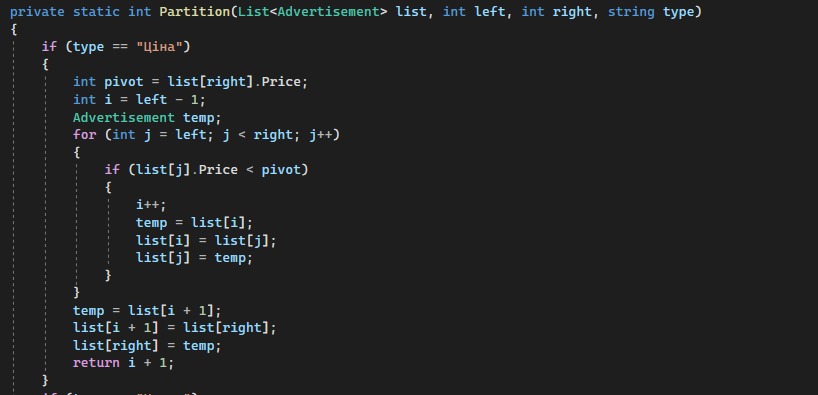 private static int Partition(List<Advertisement> list, int left, int right, string type)
{
if (type == "Ціна")
{
int pivot = list[right].Price;
int i = left - 1;
Advertisement temp;
for (int j = left; j < right; j++)
{
if (list[j].Price < pivot)
{
i++;
temp = list[i];
list[i] = list[j];
list[j] = temp;
}
}
temp = list[i + 1];
list[i + 1] = list[right];
list[right] = temp;
return i + 1;
}